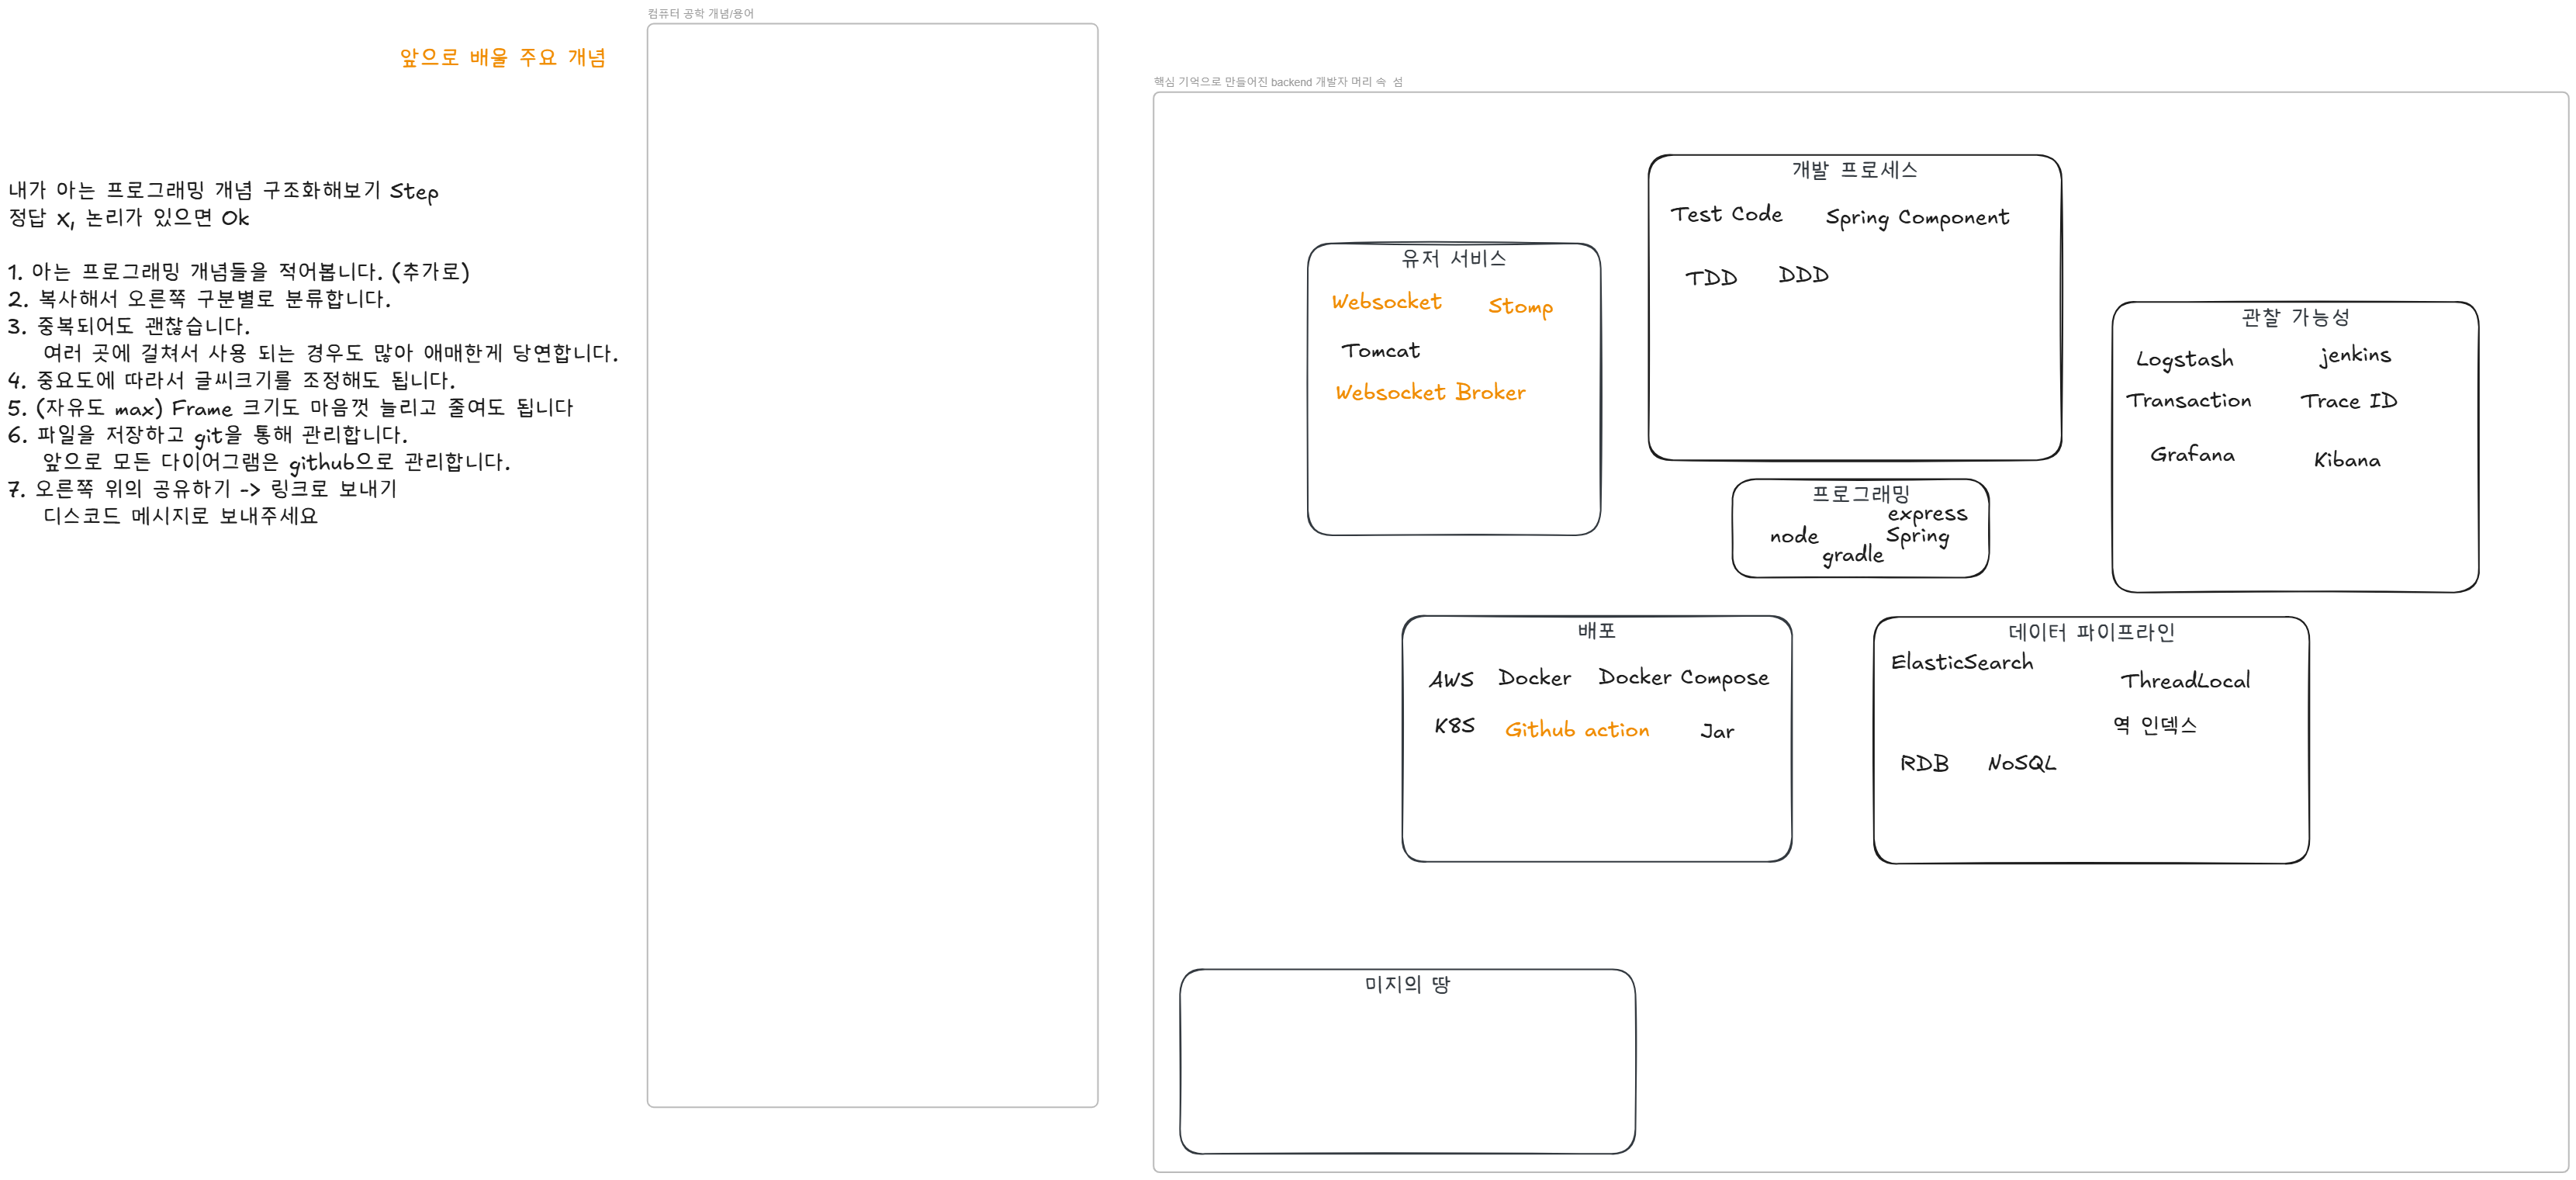 컴퓨터 공학 개념/용어
앞으로 배울 주요 개념
내가 아는 프로그래밍 개념 구조화해보기 Step
정답 X, 논리가 있으면 Ok
1. 아는 프로그래밍 개념들을 적어봅니다. (추가로)
2. 복사해서 오른쪽 구분별로 분류합니다.
3. 중복되어도 괜찮습니다.
여러 곳에 걸쳐서 사용 되는 경우도 많아 애매한게 당연합니다.
4. 중요도에 따라서 글씨크기를 조정해도 됩니다.
5. (자유도 max) Frame 크기도 마음껏 늘리고 줄여도 됩니다
6. 파일을 저장하고 git을 통해 관리합니다.
앞으로 모든 다이어그램은 github으로 관리합니다.
7. 오른쪽 위의 공유하기 -> 링크로 보내기
디스코드 메시지로 보내주세요
핵심 기억으로 만들어진 backend 개발자 머리 속 섬
유저 서비스
Websocket
Stomp
Tomcat
Websocket Broker
개발 프로세스
Test Code
Spring Component
TDD
DDD
관찰 가능성
Logstash
jenkins
Transaction
Trace ID
Grafana
Kibana
프로그래밍
express
node
Spring
gradle
배포
AWS
Docker
Docker Compose
K8S
Github action
Jar
데이터 파이프라인
ElasticSearch
ThreadLocal
역 인덱스
RDB
NoSQL
미지의 땅